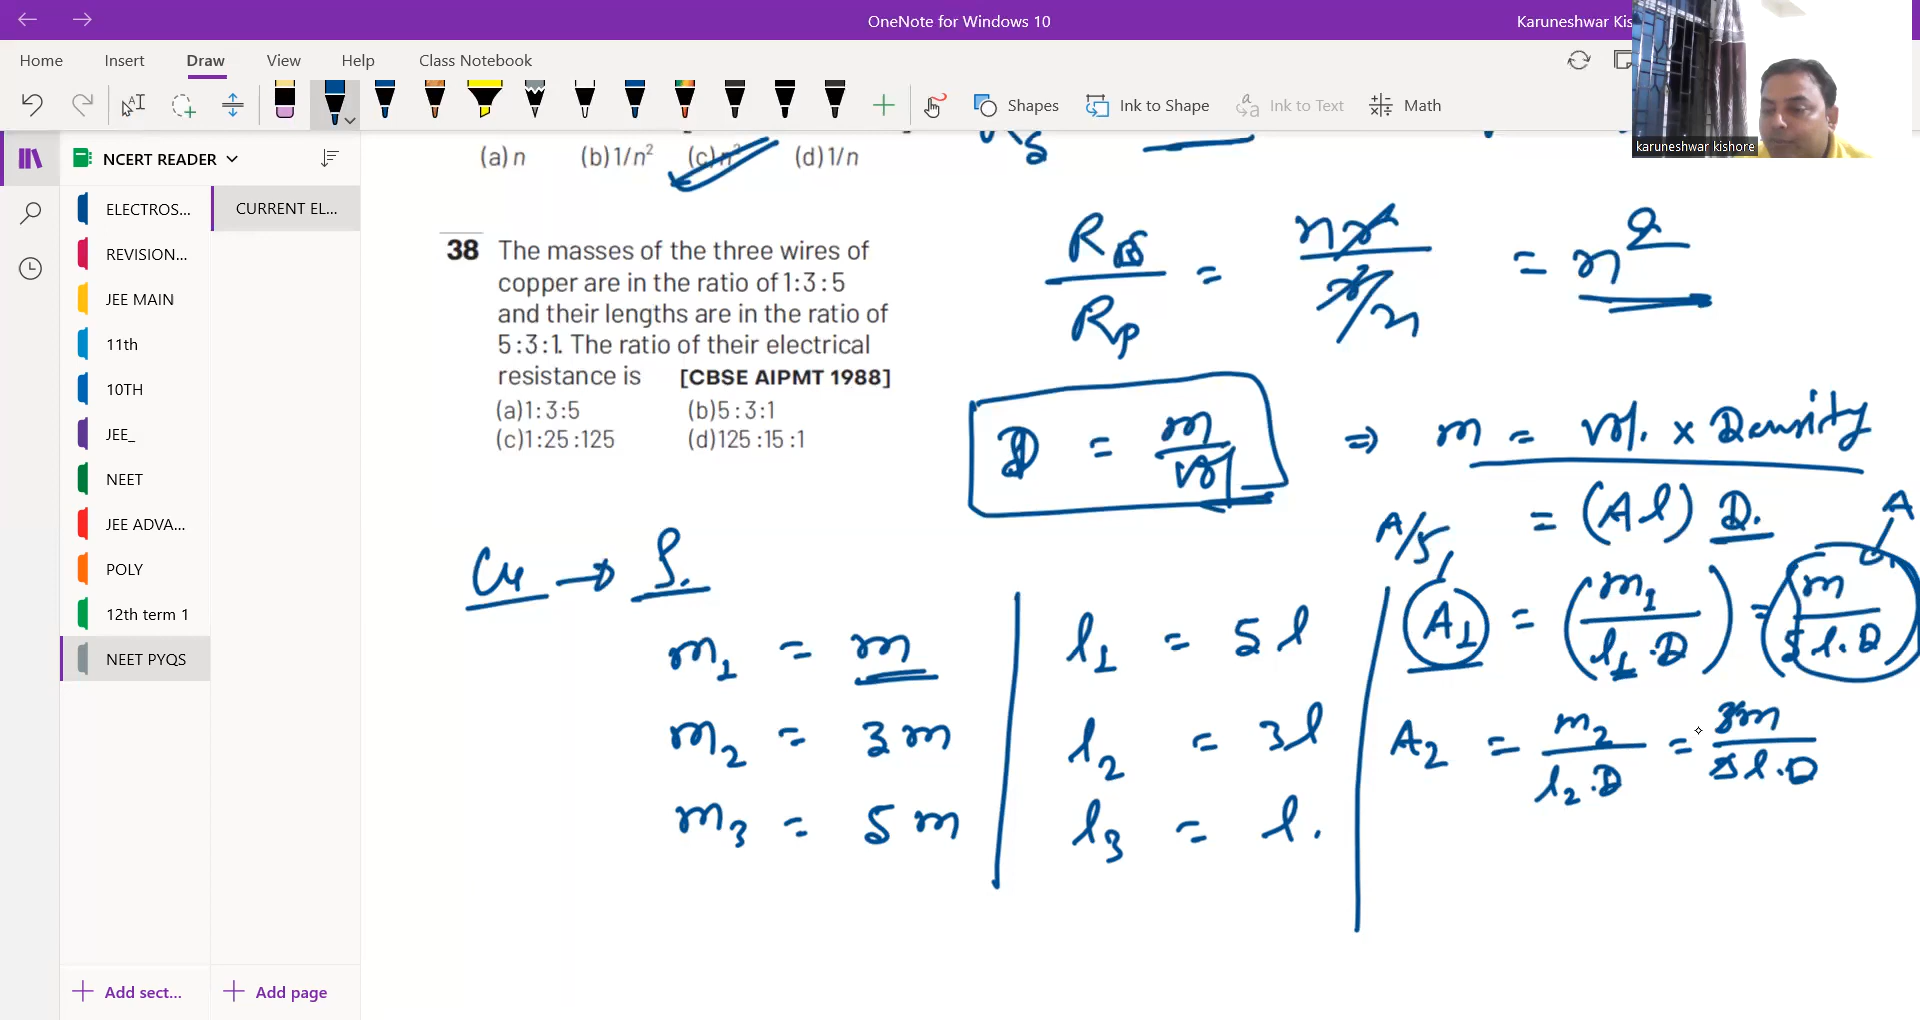 OneNote for Windows 10
Karuneshwar Kis
Home Insert Draw View Help Class Notebook
Shapes Ink to Shape Ink to Text Math
karuneshwar kishore
NCERT READER
ELECTROS...
REVISION...
JEE MAIN
11th
10TH
JEE_
NEET
JEE ADVA...
POLY
12th term 1
NEET PYQS
Add sect...
CURRENT EL...
Add page
(a) n (b) 1/n² (c) n² (d) 1/n
38 The masses of the three wires of
copper are in the ratio of 1:3:5
and their lengths are in the ratio of
5:3:1. The ratio of their electrical
resistance is [CBSE AIPMT 1988]
(a) 1:3:5 (b) 5:3:1
(c) 1:25:125 (d) 125:15:1
R_S/R_P = nr/(r/n) = n²
D = m/Vol ⇒ m = Vol. × Density
= (Al) D.
Cu → ρ.
m₁ = m
m₂ = 3m
m₃ = 5m
l₁ = 5l
l₂ = 3l
l₃ = l.
A/5
A
A₁ = (m₁/l₁.D) = (m/5l.D)
A₂ = m₂/l₂.D = 3m/3l.D